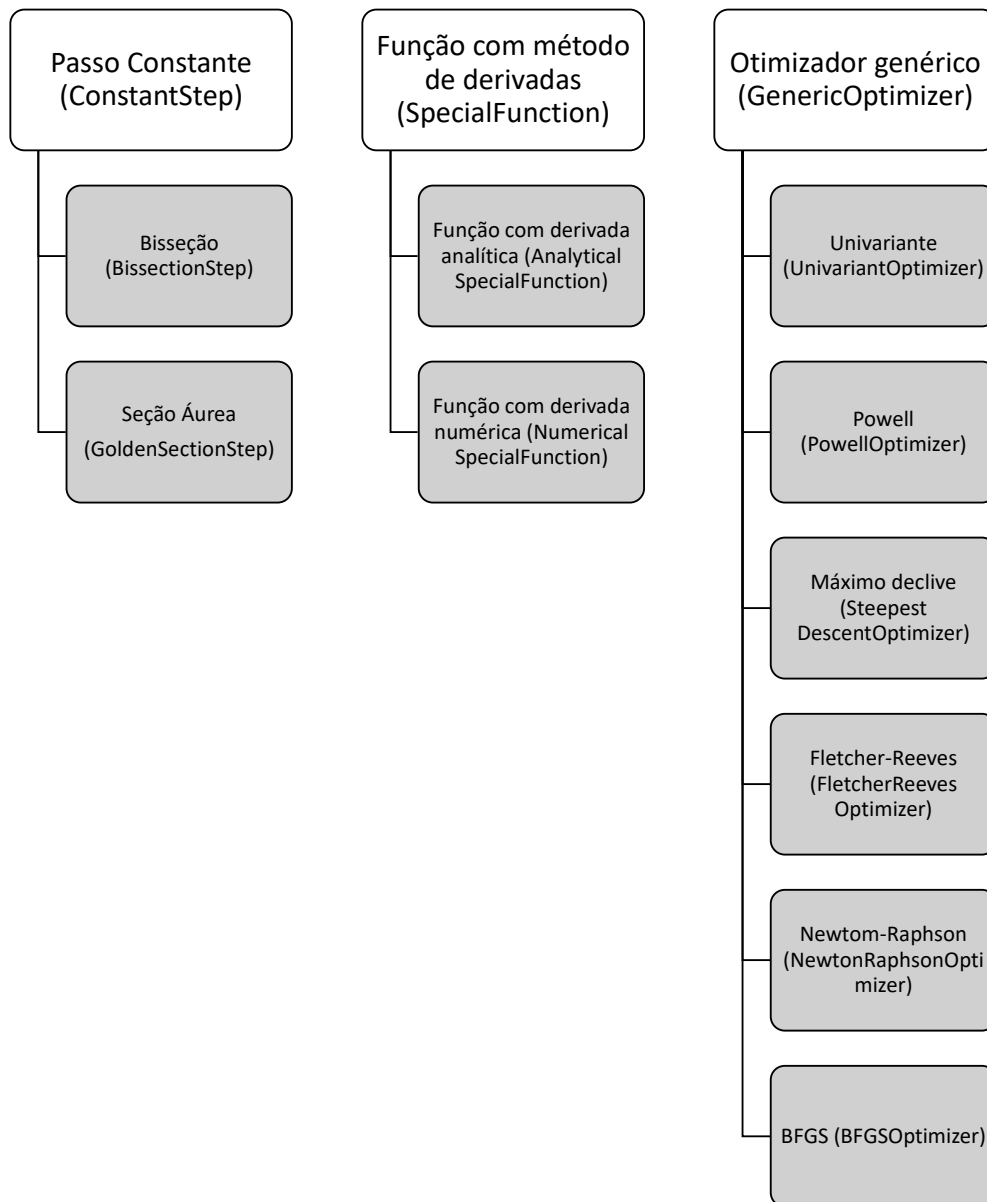 Passo Constante
(ConstantStep)
Bisseção
(BissectionStep)
Seção Áurea
(GoldenSectionStep)
Função com método
de derivadas
(SpecialFunction)
Função com derivada
analítica (Analytical
SpecialFunction)
Função com derivada
numérica (Numerical
SpecialFunction)
Otimizador genérico
(GenericOptimizer)
Univariante
(UnivariantOptimizer)
Powell
(PowellOptimizer)
Máximo declive
(Steepest
DescentOptimizer)
Fletcher-Reeves
(FletcherReeves
Optimizer)
Newtom-Raphson
(NewtonRaphsonOpti
mizer)
BFGS (BFGSOptimizer)